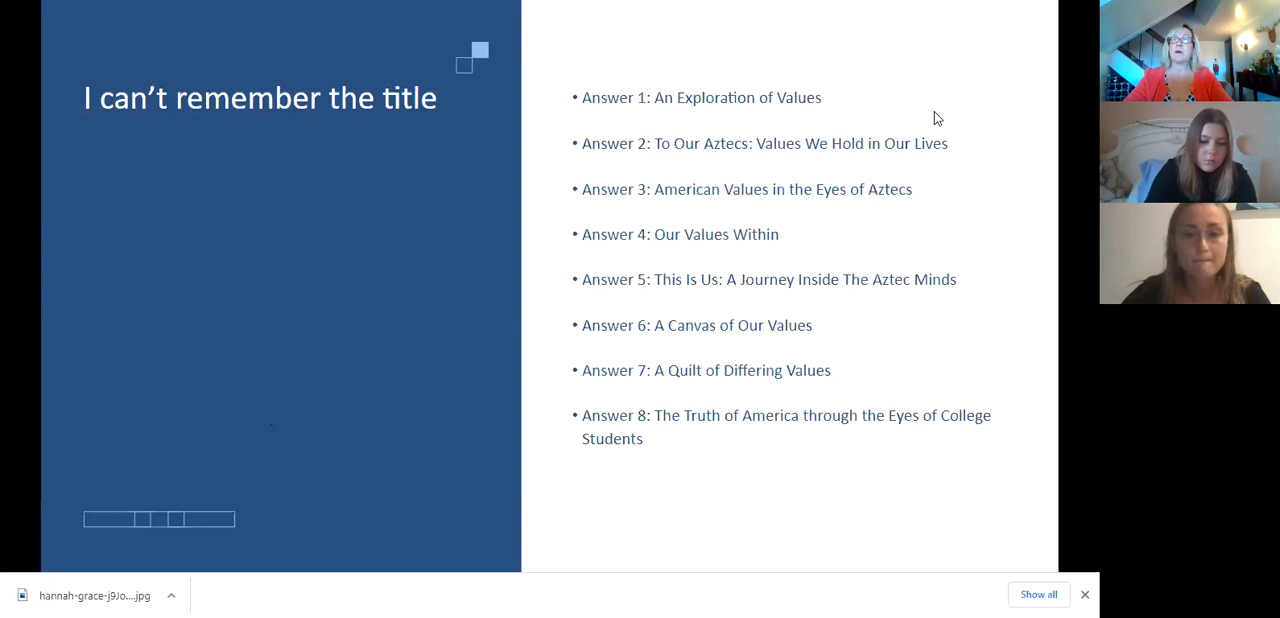 I can't remember the title
• Answer 1: An Exploration of Values
• Answer 2: To Our Aztecs: Values We Hold in Our Lives
• Answer 3: American Values in the Eyes of Aztecs
• Answer 4: Our Values Within
• Answer 5: This Is Us: A Journey Inside The Aztec Minds
• Answer 6: A Canvas of Our Values
• Answer 7: A Quilt of Differing Values
• Answer 8: The Truth of America through the Eyes of College
Students
hannah-grace-j9Jo....jpg
Show all